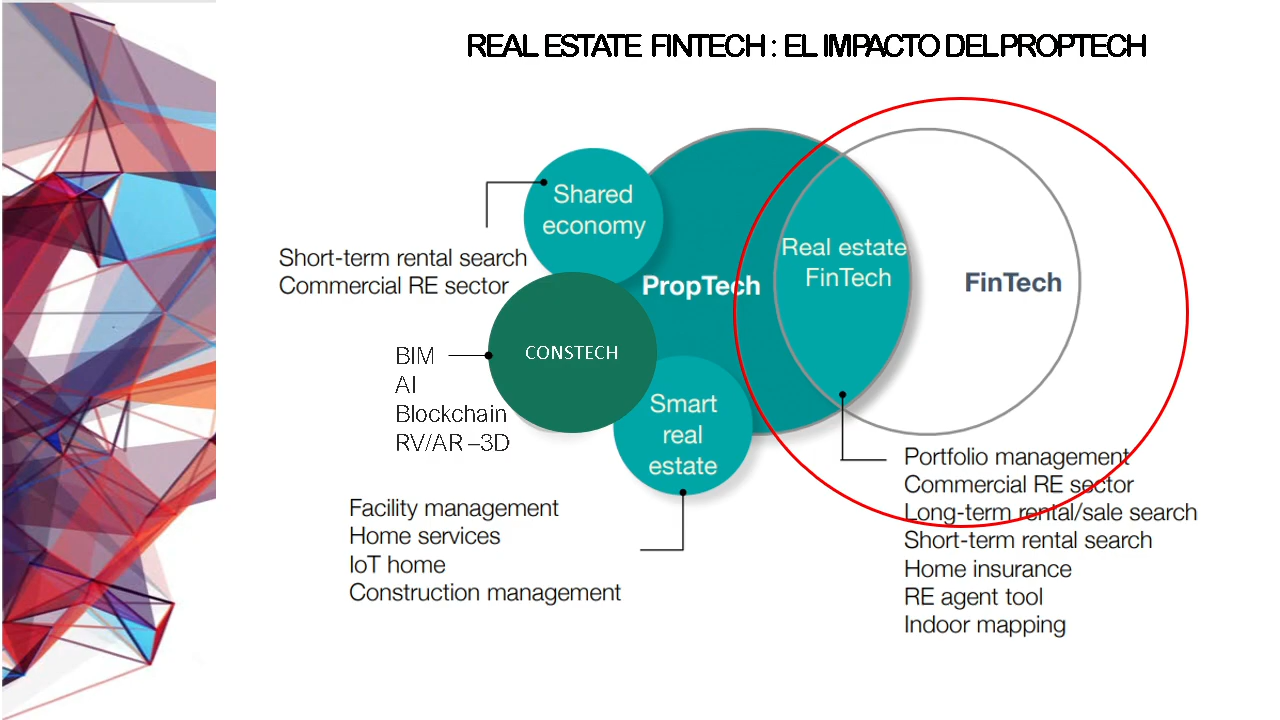 REAL ESTATE FINTECH : EL IMPACTO DEL PROPTECH
Shared
economy
Short-term rental search
Commercial RE sector
PropTech
Real estate
FinTech
FinTech
CONSTECH
BIM
AI
Blockchain
RV/AR –3D
Smart
real
estate
Facility management
Home services
IoT home
Construction management
Portfolio management
Commercial RE sector
Long-term rental/sale search
Short-term rental search
Home insurance
RE agent tool
Indoor mapping